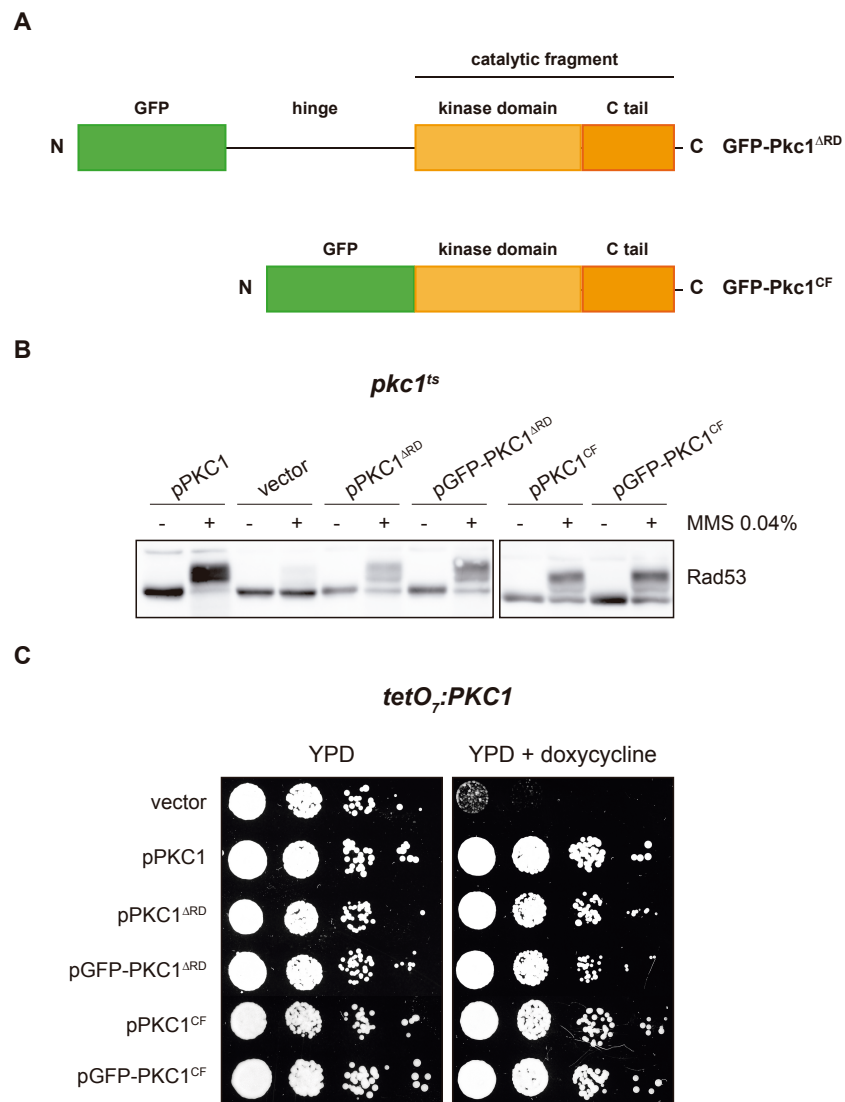 A
catalytic fragment
GFP hinge kinase domain C tail
N C GFP-Pkc1ΔRD
GFP kinase domain C tail
N C GFP-Pkc1CF
B
pkc1ts
pPKC1 vector pPKC1ΔRD pGFP-PKC1ΔRD pPKC1CF pGFP-PKC1CF
- + - + - + - + - + - + MMS 0.04%
Rad53
C
tetO7:PKC1
YPD YPD + doxycycline
vector
pPKC1
pPKC1ΔRD
pGFP-PKC1ΔRD
pPKC1CF
pGFP-PKC1CF